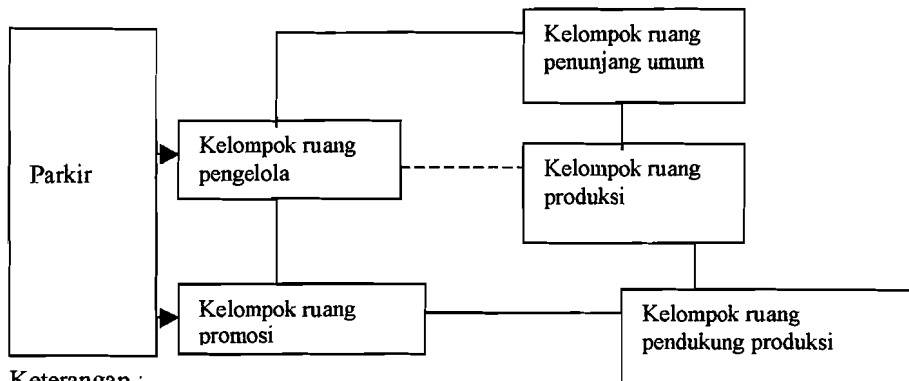 Kelompok ruang
penunjang umum
Parkir
Kelompok ruang
pengelola
Kelompok ruang
produksi
Kelompok ruang
promosi
Kelompok ruang
pendukung produksi
Keterangan :